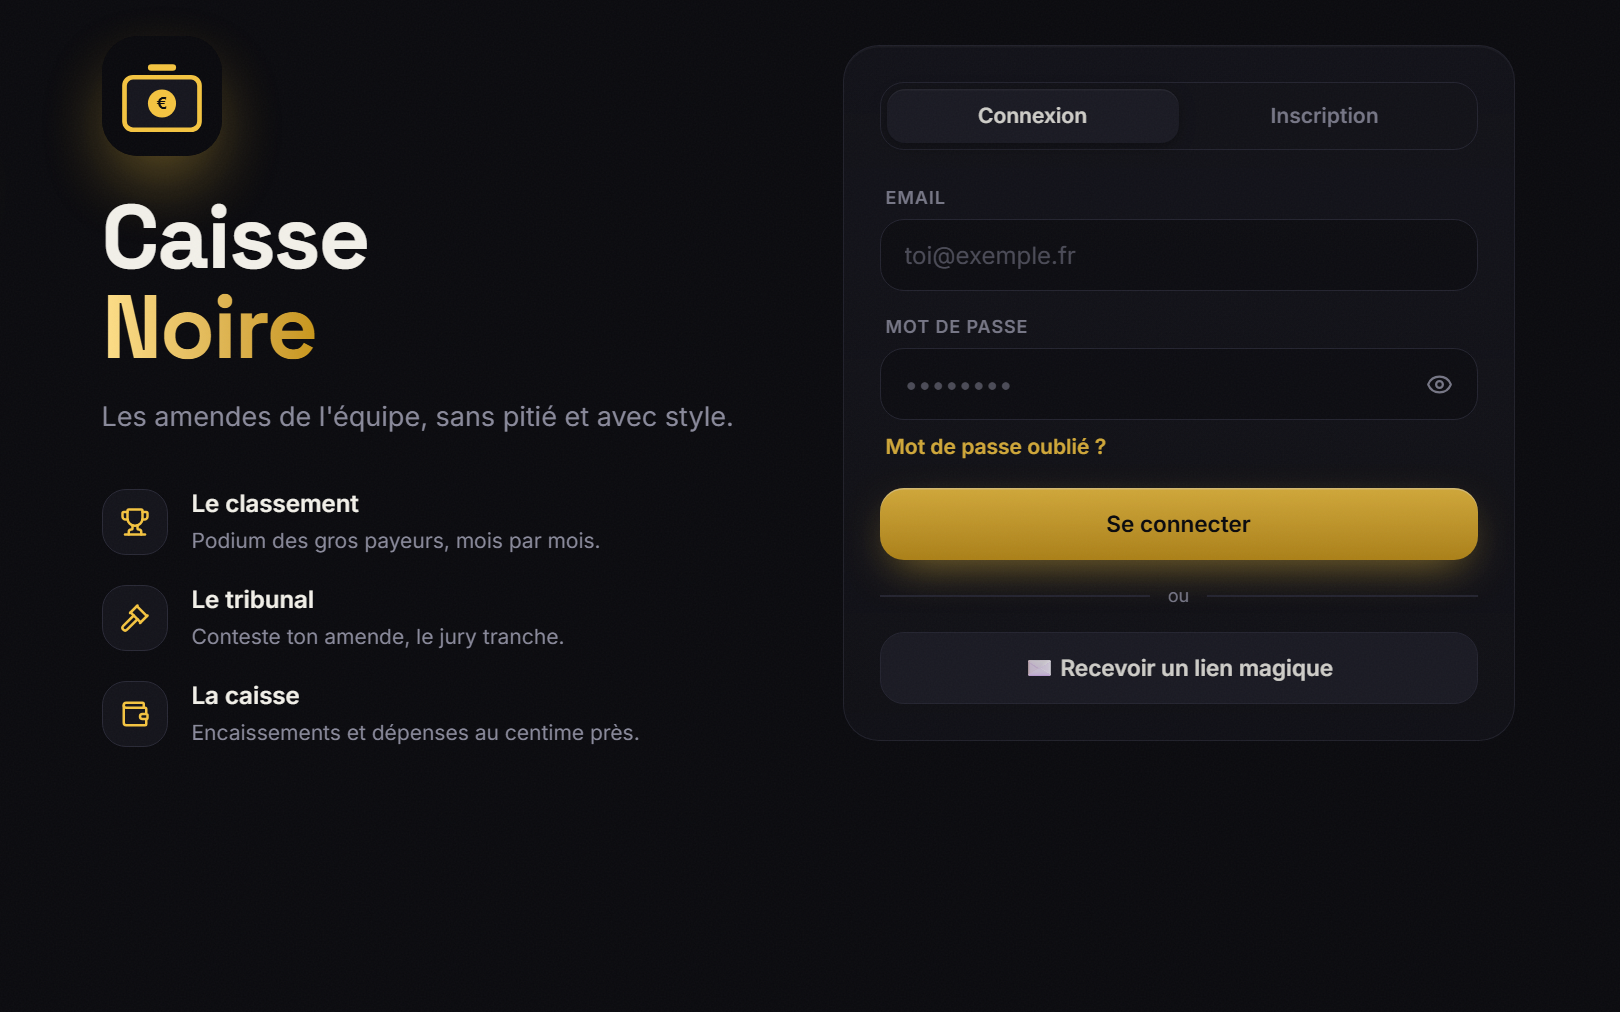 €
Caisse
Noire
Les amendes de l'équipe, sans pitié et avec style.
Le classement
Podium des gros payeurs, mois par mois.
Le tribunal
Conteste ton amende, le jury tranche.
La caisse
Encaissements et dépenses au centime près.
Connexion
Inscription
EMAIL
toi@exemple.fr
MOT DE PASSE
••••••••
Mot de passe oublié ?
Se connecter
ou
Recevoir un lien magique